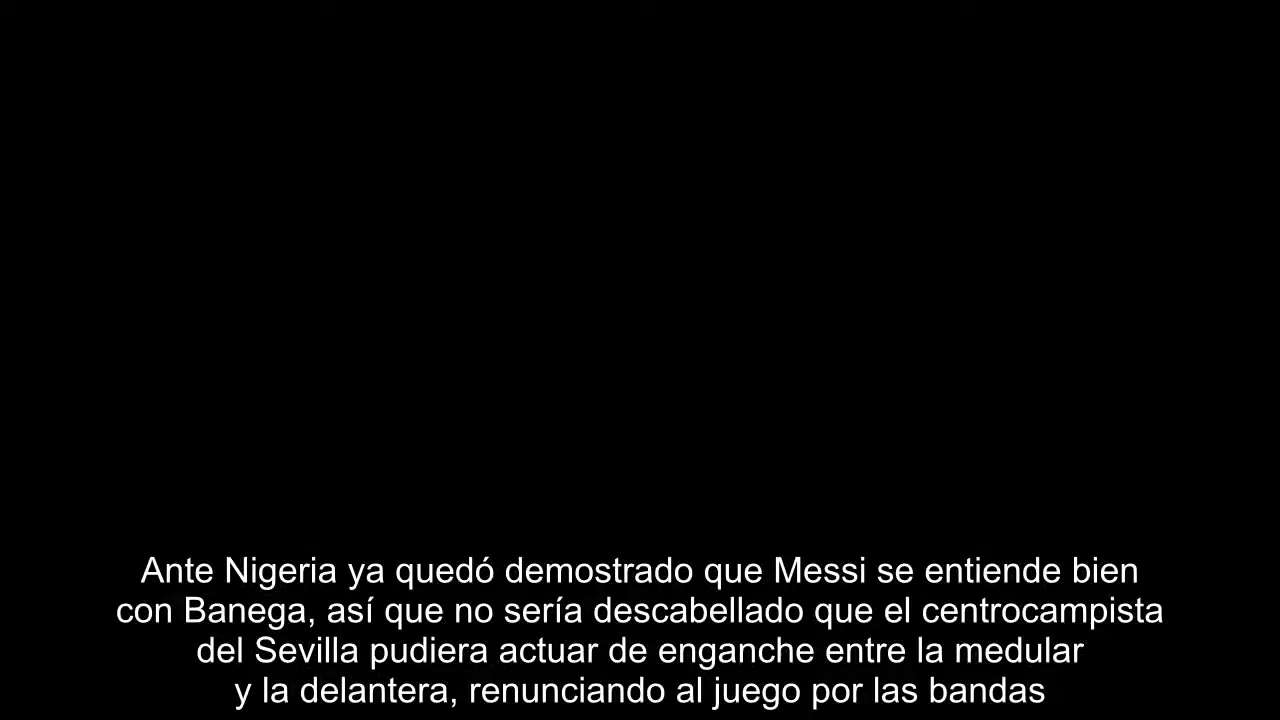 Ante Nigeria ya quedó demostrado que Messi se entiende bien
con Banega, así que no sería descabellado que el centrocampista
del Sevilla pudiera actuar de enganche entre la medular
y la delantera, renunciando al juego por las bandas